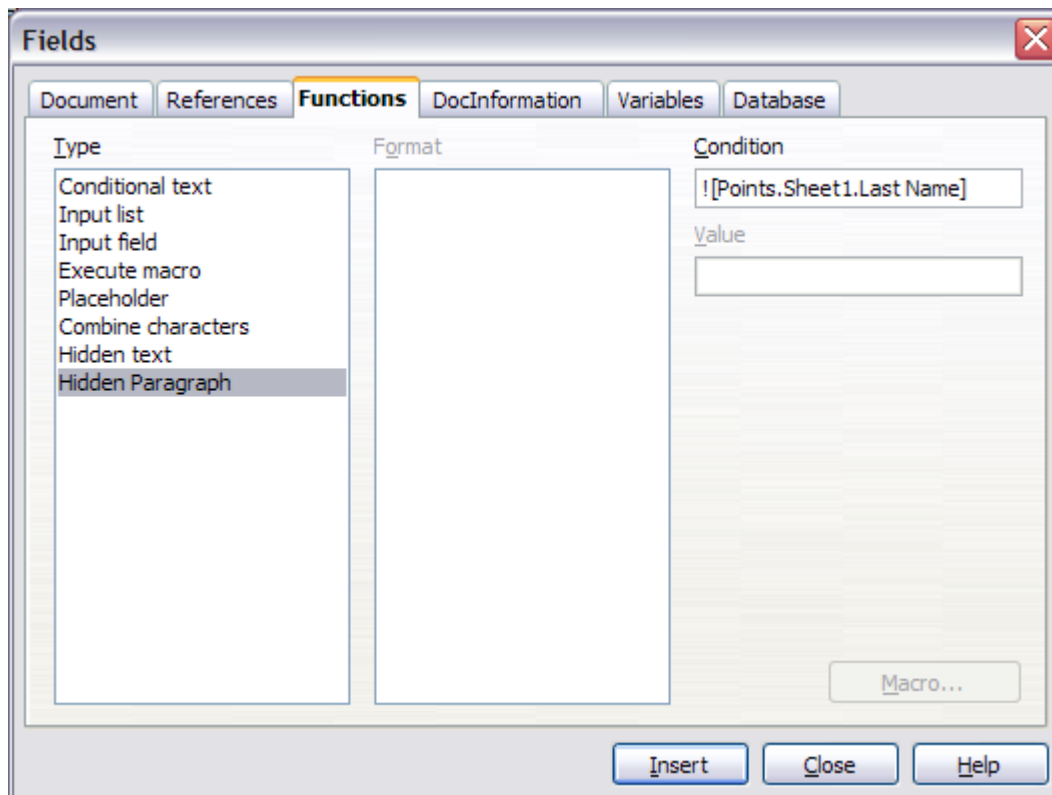 Fields
Document References Functions DocInformation Variables Database
Type Format Condition
Conditional text
Input list
Input field
Execute macro
Placeholder
Combine characters
Hidden text
Hidden Paragraph
![Points.Sheet1.Last Name]
Value
Macro...
Insert Close Help